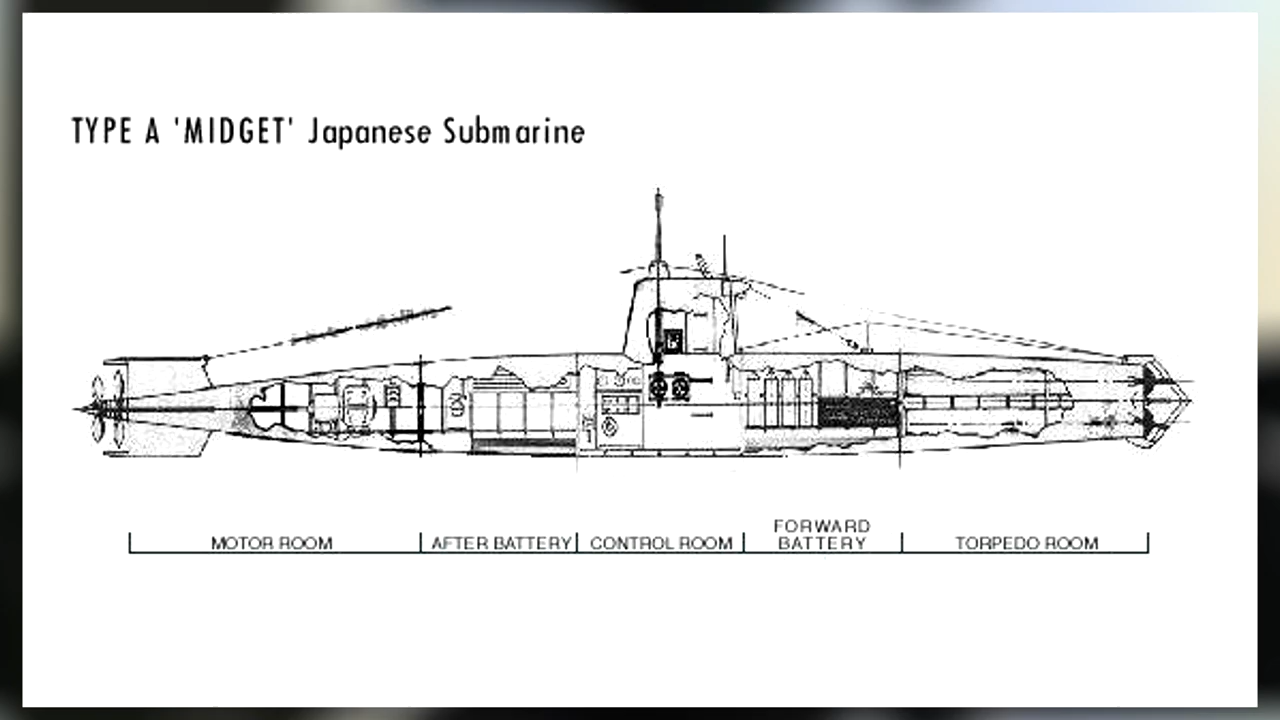 TYPE A 'MIDGET' Japanese Submarine
MOTOR ROOM
AFTER BATTERY
CONTROL ROOM
FORWARD
BATTERY
TORPEDO ROOM